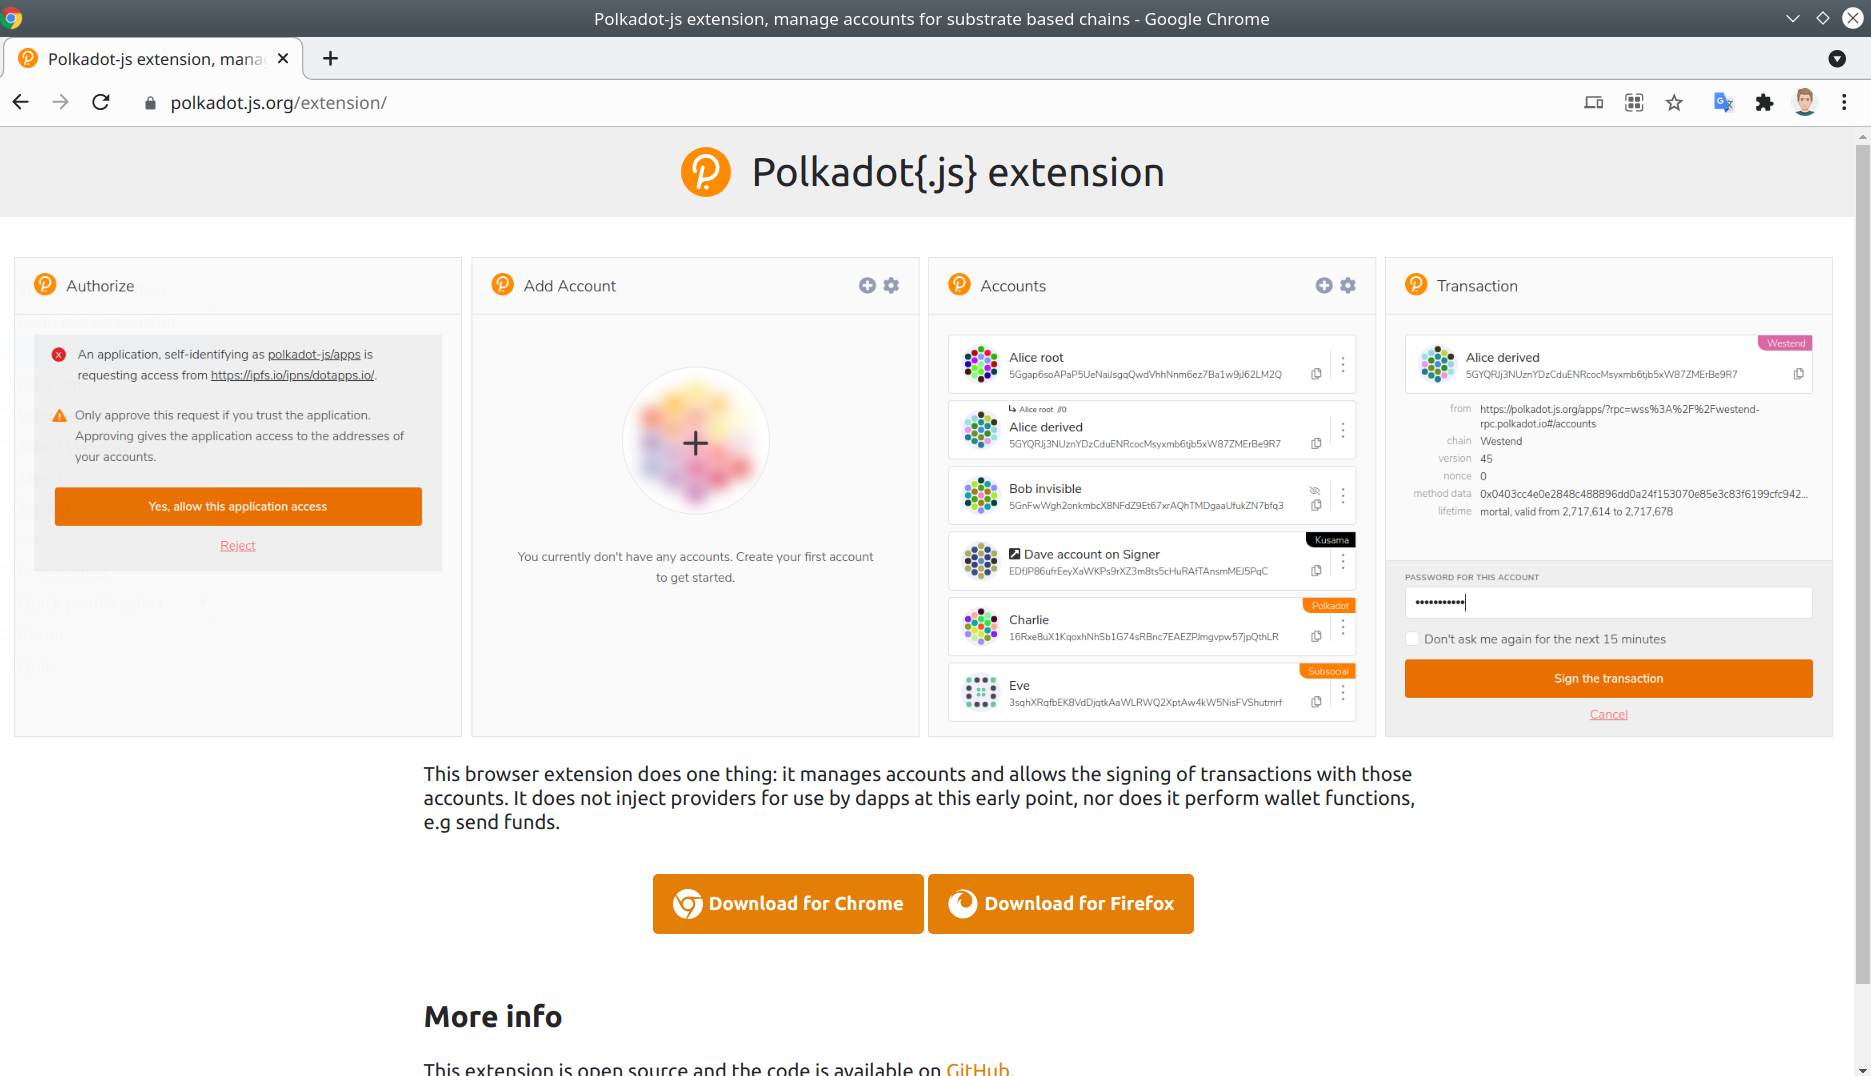 Polkadot-js extension, manage accounts for substrate based chains - Google Chrome
Polkadot-js extension, mana
polkadot.js.org/extension/
Polkadot{.js} extension
Authorize
An application, self-identifying as polkadot-js/apps is
requesting access from https://ipfs.io/ipns/dotapps.io/.
Only approve this request if you trust the application.
Approving gives the application access to the addresses of
your accounts.
Yes, allow this application access
Reject
Add Account
You currently don't have any accounts. Create your first account
to get started.
Accounts
Alice root
5Ggap6soAPaP5UeNaiJsgqQwdVhhNnm6ez7Ba1w9jJ62LM2Q
Alice root //0
Alice derived
5GYQRJj3NUznYDzCduENRcocMsyxmb6tjb5xW87ZMErBe9R7
Bob invisible
5GnFwWgh2onkmbcX8NFdZ9Et67xrAQhTMDgaaUfukZN7bfq3
Kusama
Dave account on Signer
EDfJP86ufrEeyXaWKPs9rXZ3m8ts5cHuRAfTAnsmMEJ5PqC
Polkadot
Charlie
16Rxe8uX1KqoxhNhSb1G74sRBnc7EAEZPJmgvpw57jpQthLR
Subsocial
Eve
3sqhXRqfbEK8VdDjqtkAaWLRWQ2XptAw4kW5NisFVShutmrf
Transaction
Westend
Alice derived
5GYQRJj3NUznYDzCduENRcocMsyxmb6tjb5xW87ZMErBe9R7
from https://polkadot.js.org/apps/?rpc=wss%3A%2F%2Fwestend-
rpc.polkadot.io#/accounts
chain Westend
version 45
nonce 0
method data 0x0403cc4e0e2848c488896dd0a24f153070e85e3c83f6199cfc942...
lifetime mortal, valid from 2,717,614 to 2,717,678
PASSWORD FOR THIS ACCOUNT
Don't ask me again for the next 15 minutes
Sign the transaction
Cancel
This browser extension does one thing: it manages accounts and allows the signing of transactions with those
accounts. It does not inject providers for use by dapps at this early point, nor does it perform wallet functions,
e.g send funds.
Download for Chrome
Download for Firefox
More info
This extension is open source and the code is available on GitHub.